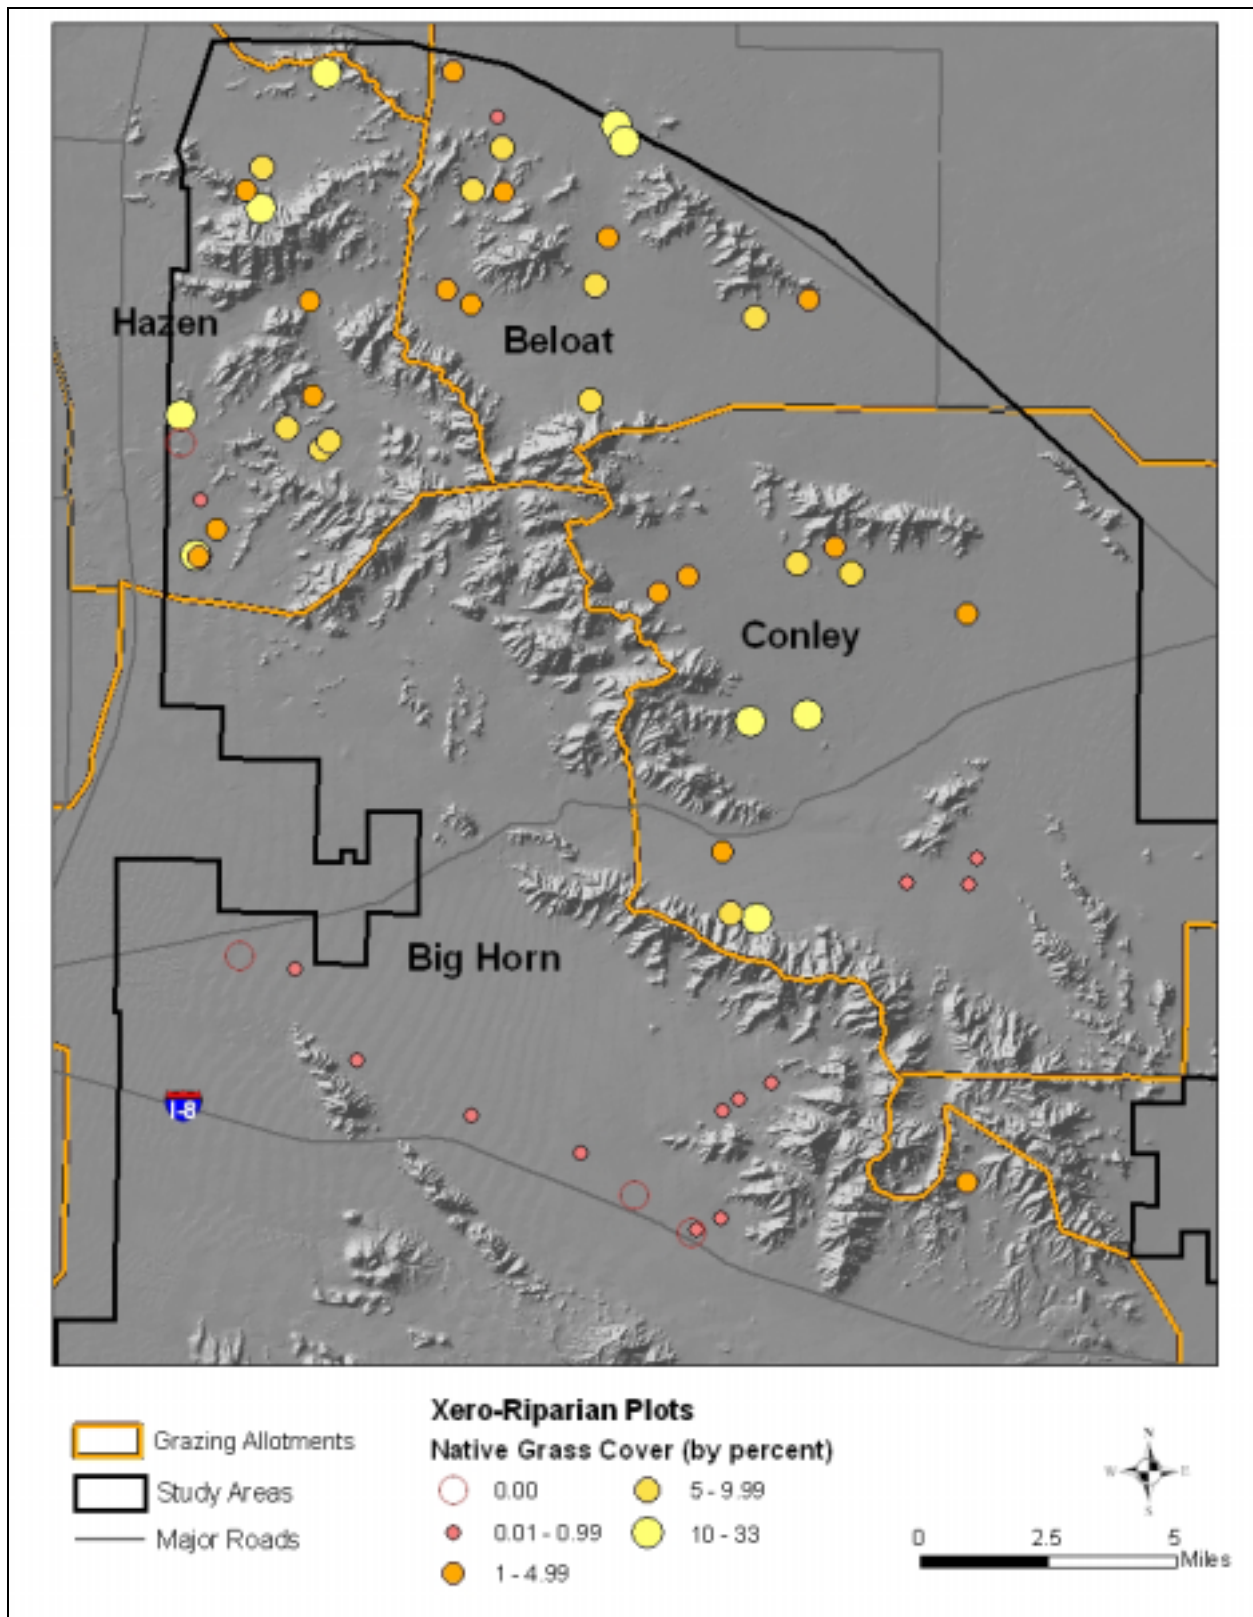 Hazen
Beloat
Conley
Big Horn
I-8
Xero-Riparian Plots
Grazing Allotments
Native Grass Cover (by percent)
Study Areas
0.00
5 - 9.99
Major Roads
0.01 - 0.99
10 - 33
1 - 4.99
N
W E
S
0 2.5 5
Miles